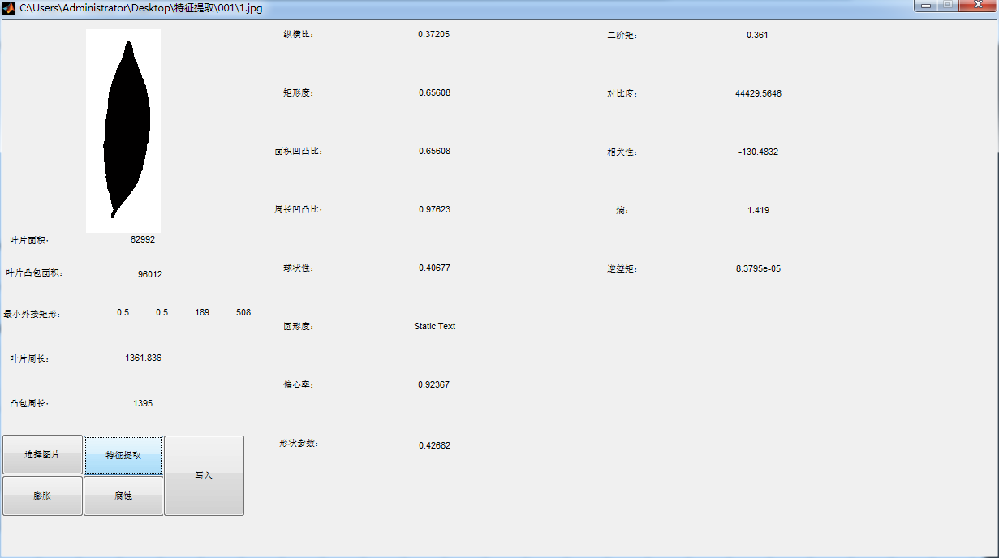 C:\Users\Administrator\Desktop\特征提取\001\1.jpg
纵横比: 0.37205 二阶矩: 0.361
矩形度: 0.65608 对比度: 44429.5646
面积凹凸比: 0.65608 相关性: -130.4832
周长凹凸比: 0.97623 熵: 1.419
叶片面积: 62992
叶片凸包面积: 96012
球状性: 0.40677 逆差矩: 8.3795e-05
最小外接矩形: 0.5 0.5 189 508
圆形度: Static Text
叶片周长: 1361.836
偏心率: 0.92367
凸包周长: 1395
形状参数: 0.42682
选择图片 特征提取 写入
膨胀 腐蚀